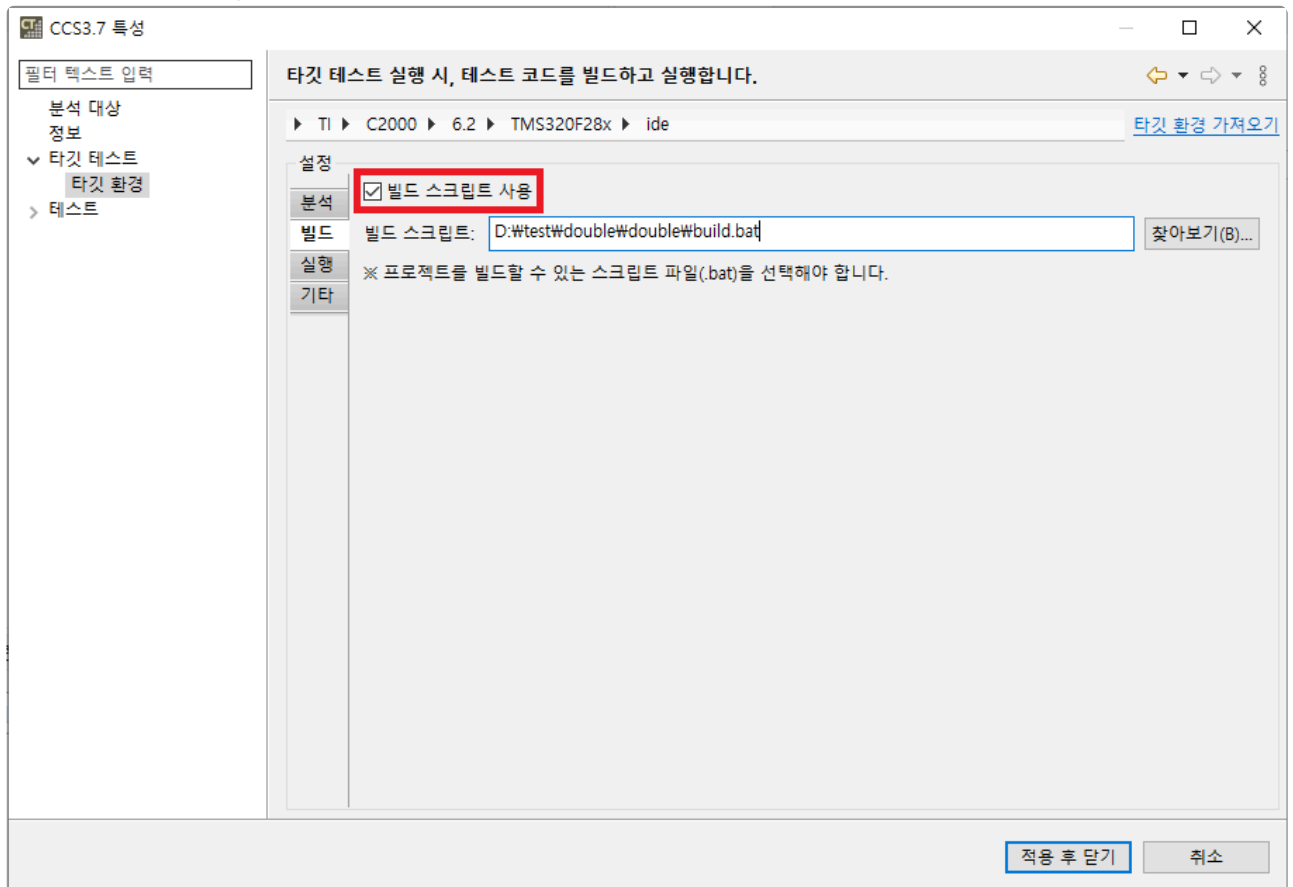 CCS3.7 특성
필터 텍스트 입력
분석 대상
정보
타깃 테스트
타깃 환경
테스트
타깃 테스트 실행 시, 테스트 코드를 빌드하고 실행합니다.
TI C2000 6.2 TMS320F28x ide
타깃 환경 가져오기
설정
분석
빌드
실행
기타
빌드 스크립트 사용
빌드 스크립트: D:₩test₩double₩double₩build.bat 찾아보기(B)...
※ 프로젝트를 빌드할 수 있는 스크립트 파일(.bat)을 선택해야 합니다.
적용 후 닫기 취소